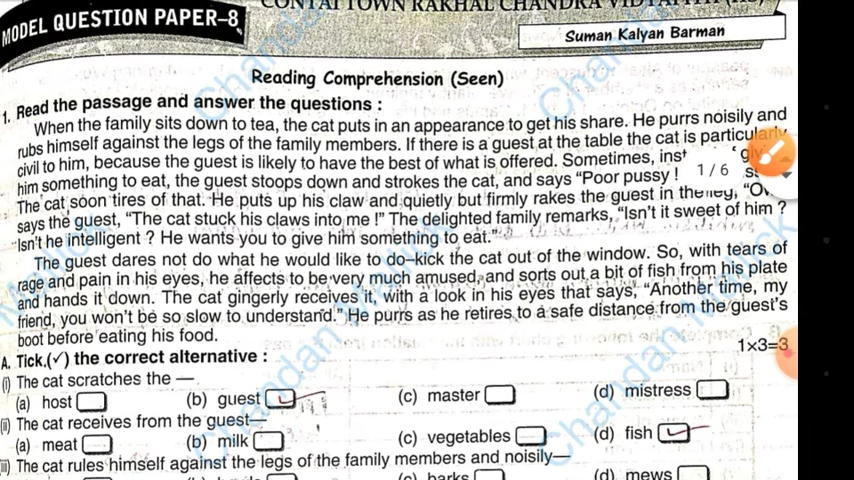 CONTAI TOWN RAKHAL CHANDRA
MODEL QUESTION PAPER-8
Suman Kalyan Barman
Reading Comprehension (Seen)
1. Read the passage and answer the questions :
When the family sits down to tea, the cat puts in an appearance to get his share. He purrs noisily and
rubs himself against the legs of the family members. If there is a guest at the table the cat is particularly
civil to him, because the guest is likely to have the best of what is offered. Sometimes,
him something to eat, the guest stoops down and strokes the cat, and says "Poor pussy !
1 / 6
The cat soon tires of that. He puts up his claw and quietly but firmly rakes the guest in the
says the guest, "The cat stuck his claws into me !" The delighted family remarks, "Isn't it sweet of him ?
Isn't he intelligent ? He wants you to give him something to eat."
The guest dares not do what he would like to do–kick the cat out of the window. So, with tears of
rage and pain in his eyes, he affects to be very much amused, and sorts out a bit of fish from his plate
and hands it down. The cat gingerly receives it, with a look in his eyes that says, "Another time, my
friend, you won't be so slow to understand." He purrs as he retires to a safe distance from the guest's
boot before eating his food.
A. Tick,(✓) the correct alternative : 1×3=3
(i) The cat scratches the —
(a) host (b) guest (c) master (d) mistress
(ii) The cat receives from the guest—
(a) meat (b) milk (c) vegetables (d) fish
The cat rules himself against the legs of the family members and noisily—
(c) barks (d) mews